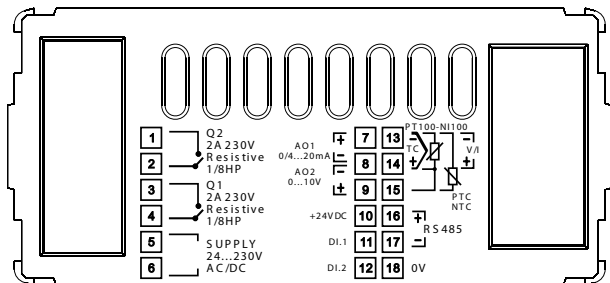 1 Q2
2A 230V
2 Resistive
1/8HP
3 Q1
2A 230V
4 Resistive
1/8HP
5 SUPPLY
24...230V
6 AC/DC
PT100-NI100
AO1 + 7 13 - -
0/4...20mA TC V/I
- 8 14 + +
AO2 -
0...10V
+ 9 15 PTC
NTC
+24VDC 10 16 +
RS485
DI.1 11 17 -
DI.2 12 18 0V